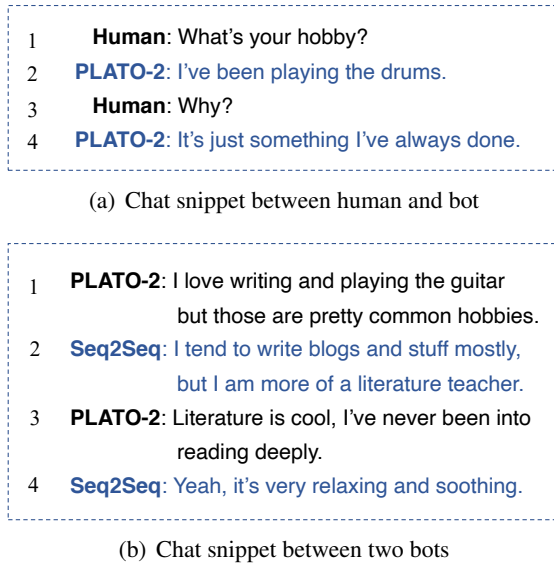 1 Human: What's your hobby?
2 PLATO-2: I've been playing the drums.
3 Human: Why?
4 PLATO-2: It's just something I've always done.
(a) Chat snippet between human and bot
1 PLATO-2: I love writing and playing the guitar
but those are pretty common hobbies.
2 Seq2Seq: I tend to write blogs and stuff mostly,
but I am more of a literature teacher.
3 PLATO-2: Literature is cool, I've never been into
reading deeply.
4 Seq2Seq: Yeah, it's very relaxing and soothing.
(b) Chat snippet between two bots